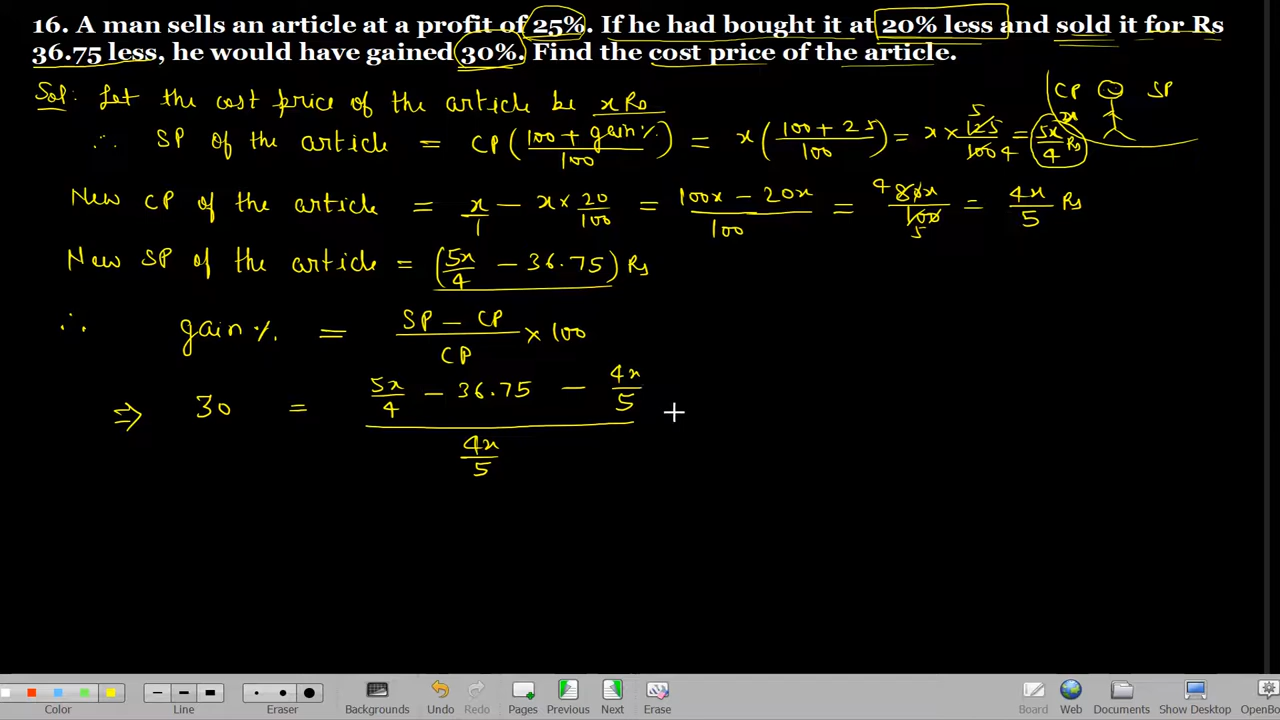 16. A man sells an article at a profit of 25%. If he had bought it at 20% less and sold it for Rs
36.75 less, he would have gained 30%. Find the cost price of the article.
Sol: Let the cost price of the article be x Rs
CP SP
x
∴ SP of the article = CP(100 + gain%/100) = x(100 + 25/100) = x × 125/100 = 5x/4 Rs
5 4
New CP of the article = x/1 − x × 20/100 = 100x − 20x/100 = 80x/100 = 4x/5 Rs
4 5
New SP of the article = (5x/4 − 36.75) Rs
∴ gain% = SP − CP/CP × 100
⇒ 30 = 5x/4 − 36.75 − 4x/5 / 4x/5
Color Line Eraser Backgrounds Undo Redo Pages Previous Next Erase Board Web Documents Show Desktop OpenBo